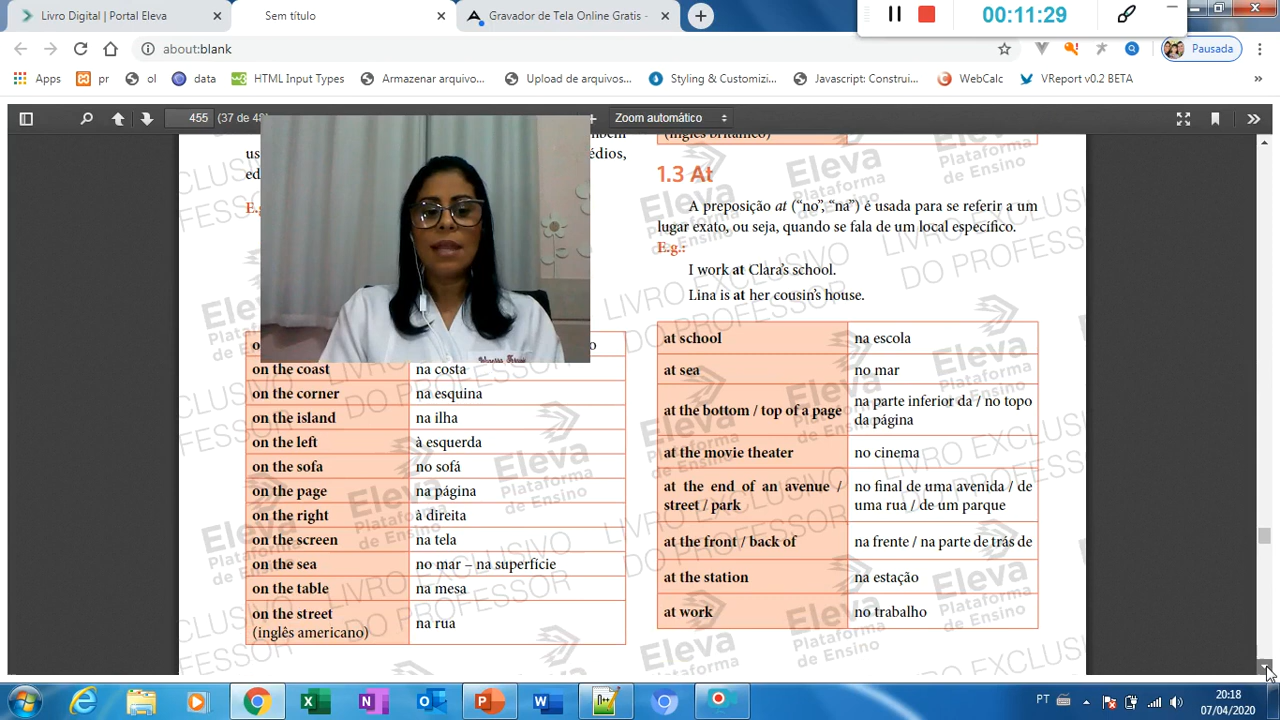 Livro Digital | Portal Eleva
Sem título
Gravador de Tela Online Gratis -
00:11:29
about:blank
Pausada
Apps
pr
ol
data
HTML Input Types
Armazenar arquivo...
Upload de arquivos...
Styling & Customizi...
Javascript: Construi...
WebCalc
VReport v0.2 BETA
455
(37 de 48)
Zoom automático
(inglês britânico)
us
édios,
ed
E.g
o
on the coast na costa
on the corner na esquina
on the island na ilha
on the left à esquerda
on the sofa no sofá
on the page na página
on the right à direita
on the screen na tela
on the sea no mar – na superfície
on the table na mesa
on the street
(inglês americano) na rua
1.3 At
A preposição at (“no”, “na”) é usada para se referir a um
lugar exato, ou seja, quando se fala de um local específico.
E.g.:
I work at Clara’s school.
Lina is at her cousin’s house.
at school na escola
at sea no mar
at the bottom / top of a page na parte inferior da / no topo
da página
at the movie theater no cinema
at the end of an avenue / no final de uma avenida / de
street / park uma rua / de um parque
at the front / back of na frente / na parte de trás de
at the station na estação
at work no trabalho
Eleva
Plataforma
de Ensino
LIVRO EXCLUSIVO
DO PROFESSOR
PT
20:18
07/04/2020